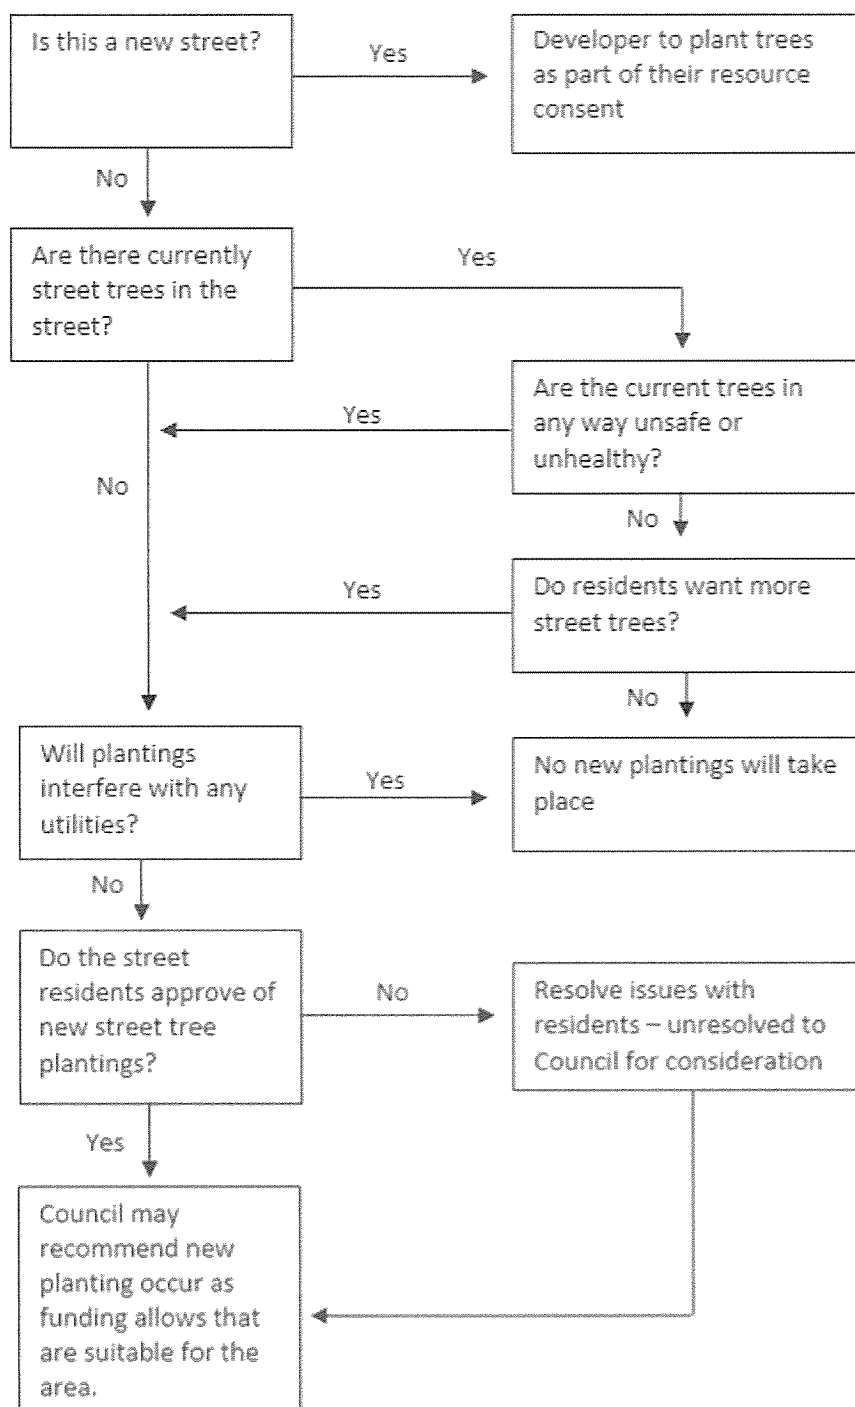 Is this a new street?
Yes
Developer to plant trees
as part of their resource
consent
No
Are there currently
street trees in the
street?
Yes
Are the current trees in
any way unsafe or
unhealthy?
Yes
No
No
Do residents want more
street trees?
Yes
No
Will plantings
interfere with any
utilities?
Yes
No new plantings will take
place
No
Do the street
residents approve of
new street tree
plantings?
No
Resolve issues with
residents – unresolved to
Council for consideration
Yes
Council may
recommend new
planting occur as
funding allows that
are suitable for the
area.